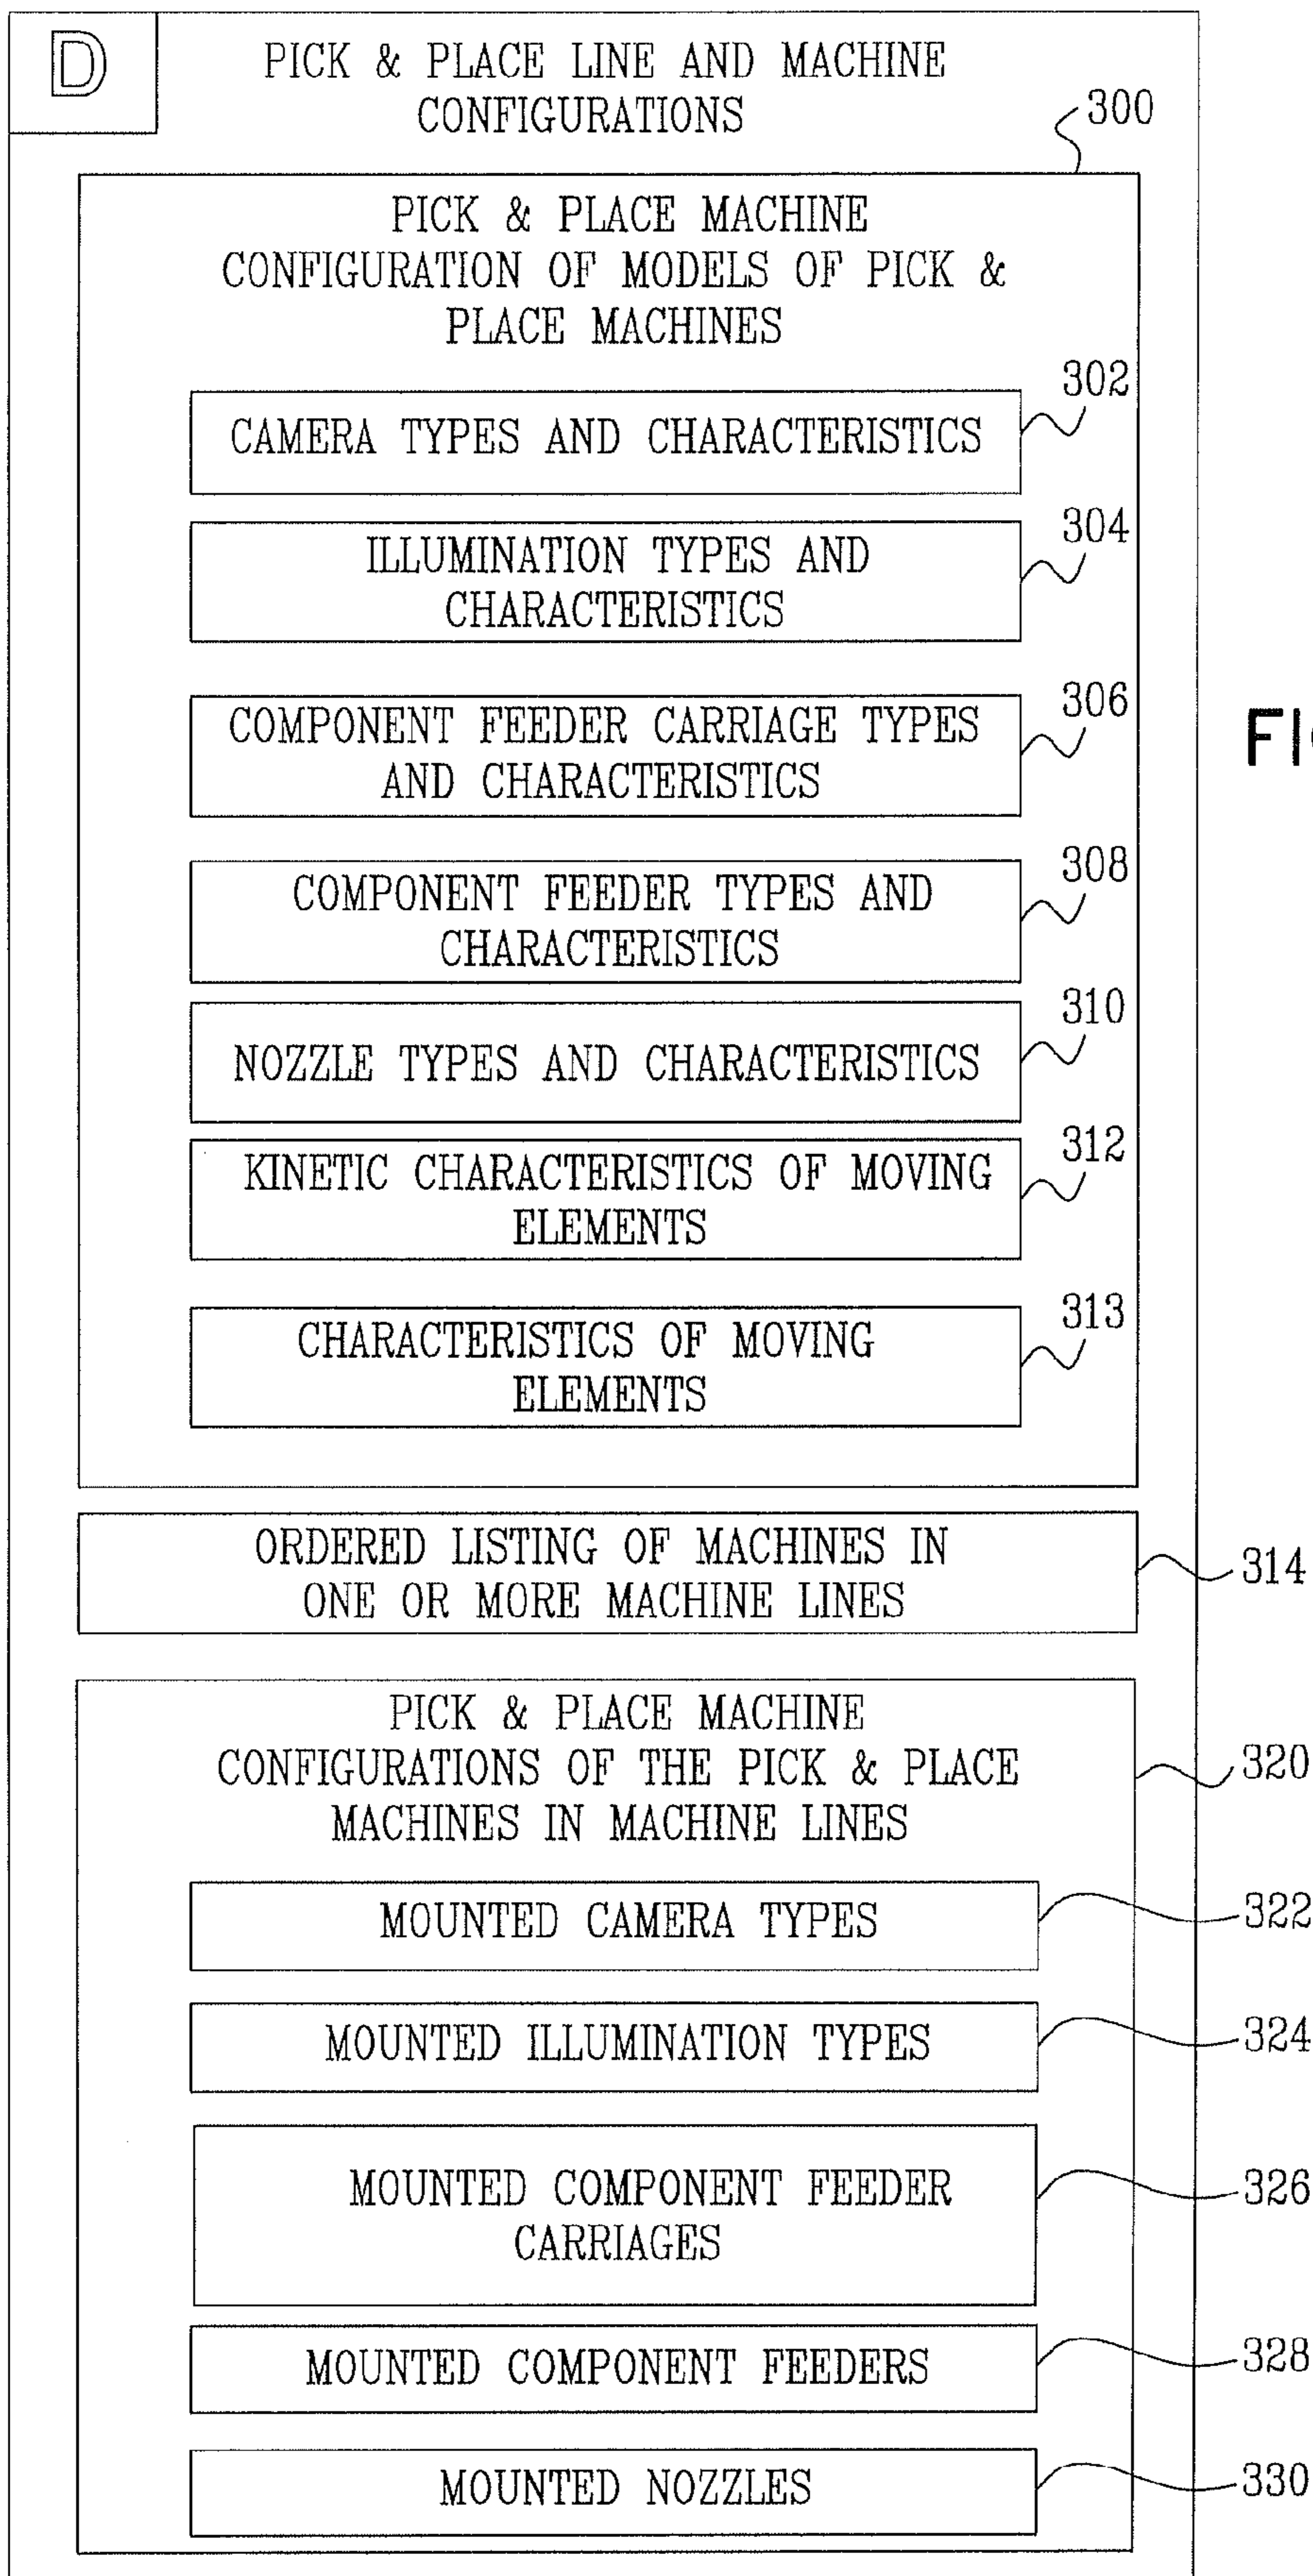 D
PICK & PLACE LINE AND MACHINE
CONFIGURATIONS
300
PICK & PLACE MACHINE
CONFIGURATION OF MODELS OF PICK &
PLACE MACHINES
302
CAMERA TYPES AND CHARACTERISTICS
304
ILLUMINATION TYPES AND
CHARACTERISTICS
306
COMPONENT FEEDER CARRIAGE TYPES
AND CHARACTERISTICS
308
COMPONENT FEEDER TYPES AND
CHARACTERISTICS
310
NOZZLE TYPES AND CHARACTERISTICS
312
KINETIC CHARACTERISTICS OF MOVING
ELEMENTS
313
CHARACTERISTICS OF MOVING
ELEMENTS
ORDERED LISTING OF MACHINES IN
ONE OR MORE MACHINE LINES
314
PICK & PLACE MACHINE
CONFIGURATIONS OF THE PICK & PLACE
MACHINES IN MACHINE LINES
320
MOUNTED CAMERA TYPES
322
MOUNTED ILLUMINATION TYPES
324
MOUNTED COMPONENT FEEDER
CARRIAGES
326
MOUNTED COMPONENT FEEDERS
328
MOUNTED NOZZLES
330